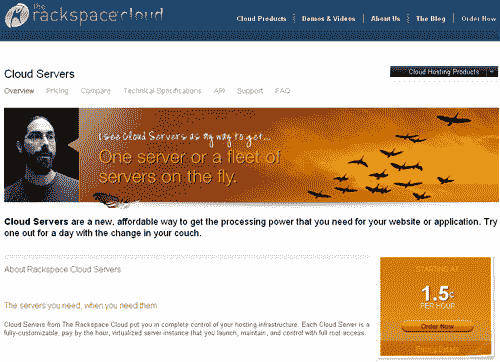 the
rackspace cloud
Cloud Products
Demos & Videos
About Us
The Blog
Order Now
Cloud Servers
Cloud Hosting Products
Overview
Pricing
Compare
Technical Specifications
API
Support
FAQ
I see Cloud Servers as my way to get...
One server or a fleet of
servers on the fly.
Cloud Servers are a new, affordable way to get the processing power that you need for your website or application. Try
one out for a day with the change in your couch.
About Rackspace Cloud Servers
STARTING AT
1.5¢
PER HOUR
Order Now
The servers you need, when you need them
Cloud Servers from The Rackspace Cloud put you in complete control of your hosting infrastructure. Each Cloud Server is a
fully-customizable, pay by the hour, virtualized server instance that you launch, maintain, and control with full root access.